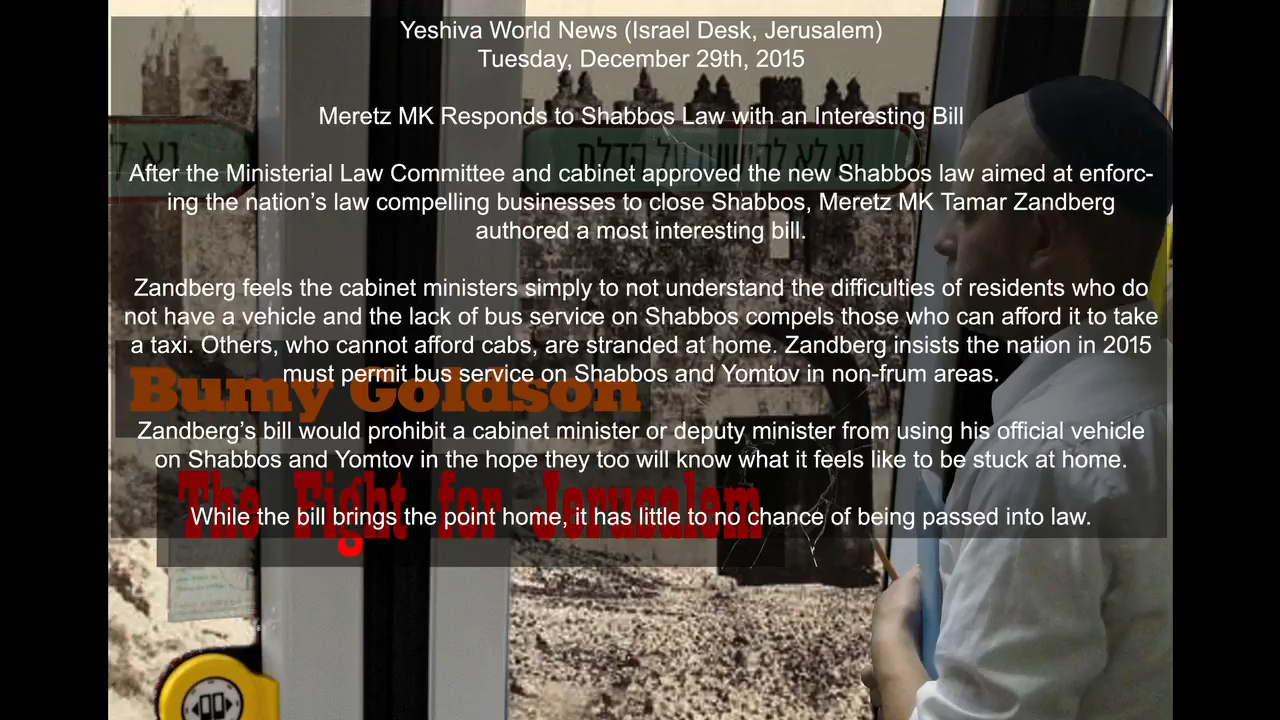 Yeshiva World News (Israel Desk, Jerusalem)
Tuesday, December 29th, 2015
Meretz MK Responds to Shabbos Law with an Interesting Bill
נא לא להישען על הדלת
After the Ministerial Law Committee and cabinet approved the new Shabbos law aimed at enforc-
ing the nation's law compelling businesses to close Shabbos, Meretz MK Tamar Zandberg
authored a most interesting bill.
Zandberg feels the cabinet ministers simply to not understand the difficulties of residents who do
not have a vehicle and the lack of bus service on Shabbos compels those who can afford it to take
a taxi. Others, who cannot afford cabs, are stranded at home. Zandberg insists the nation in 2015
must permit bus service on Shabbos and Yomtov in non-frum areas.
Bumy Goldson
Zandberg's bill would prohibit a cabinet minister or deputy minister from using his official vehicle
on Shabbos and Yomtov in the hope they too will know what it feels like to be stuck at home.
The Fight for Jerusalem
While the bill brings the point home, it has little to no chance of being passed into law.